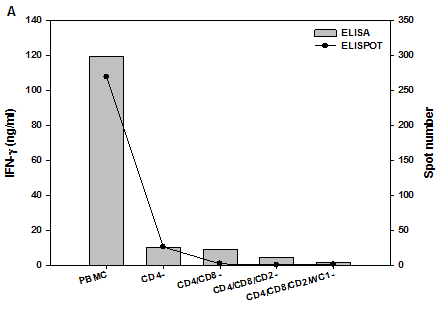 A
ELISA
ELISPOT
IFN-γ (ng/ml)
140
120
100
80
60
40
20
0
Spot number
350
300
250
200
150
100
50
0
PBMC
CD4-
CD4/CD8-
CD4/CD8/CD2-
CD4/CD8/CD2/WC1-